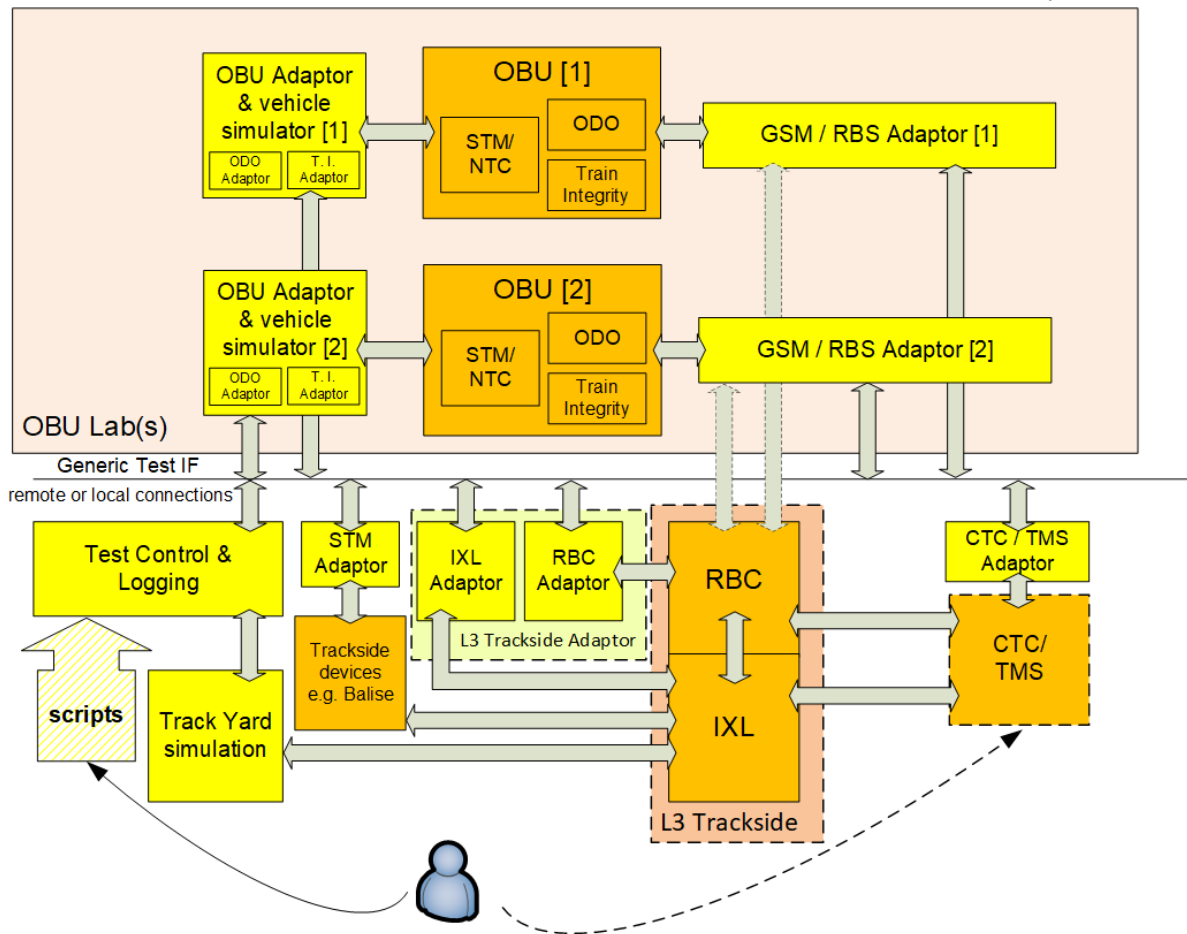 OBU Adaptor
& vehicle
simulator [1]
ODO
Adaptor
T. I.
Adaptor
OBU [1]
STM/
NTC
ODO
Train
Integrity
GSM / RBS Adaptor [1]
OBU Adaptor
& vehicle
simulator [2]
ODO
Adaptor
T. I.
Adaptor
OBU [2]
STM/
NTC
ODO
Train
Integrity
GSM / RBS Adaptor [2]
OBU Lab(s)
Generic Test IF
remote or local connections
Test Control &
Logging
STM
Adaptor
IXL
Adaptor
RBC
Adaptor
L3 Trackside Adaptor
RBC
CTC / TMS
Adaptor
scripts
Track Yard
simulation
Trackside
devices
e.g. Balise
IXL
L3 Trackside
CTC/
TMS